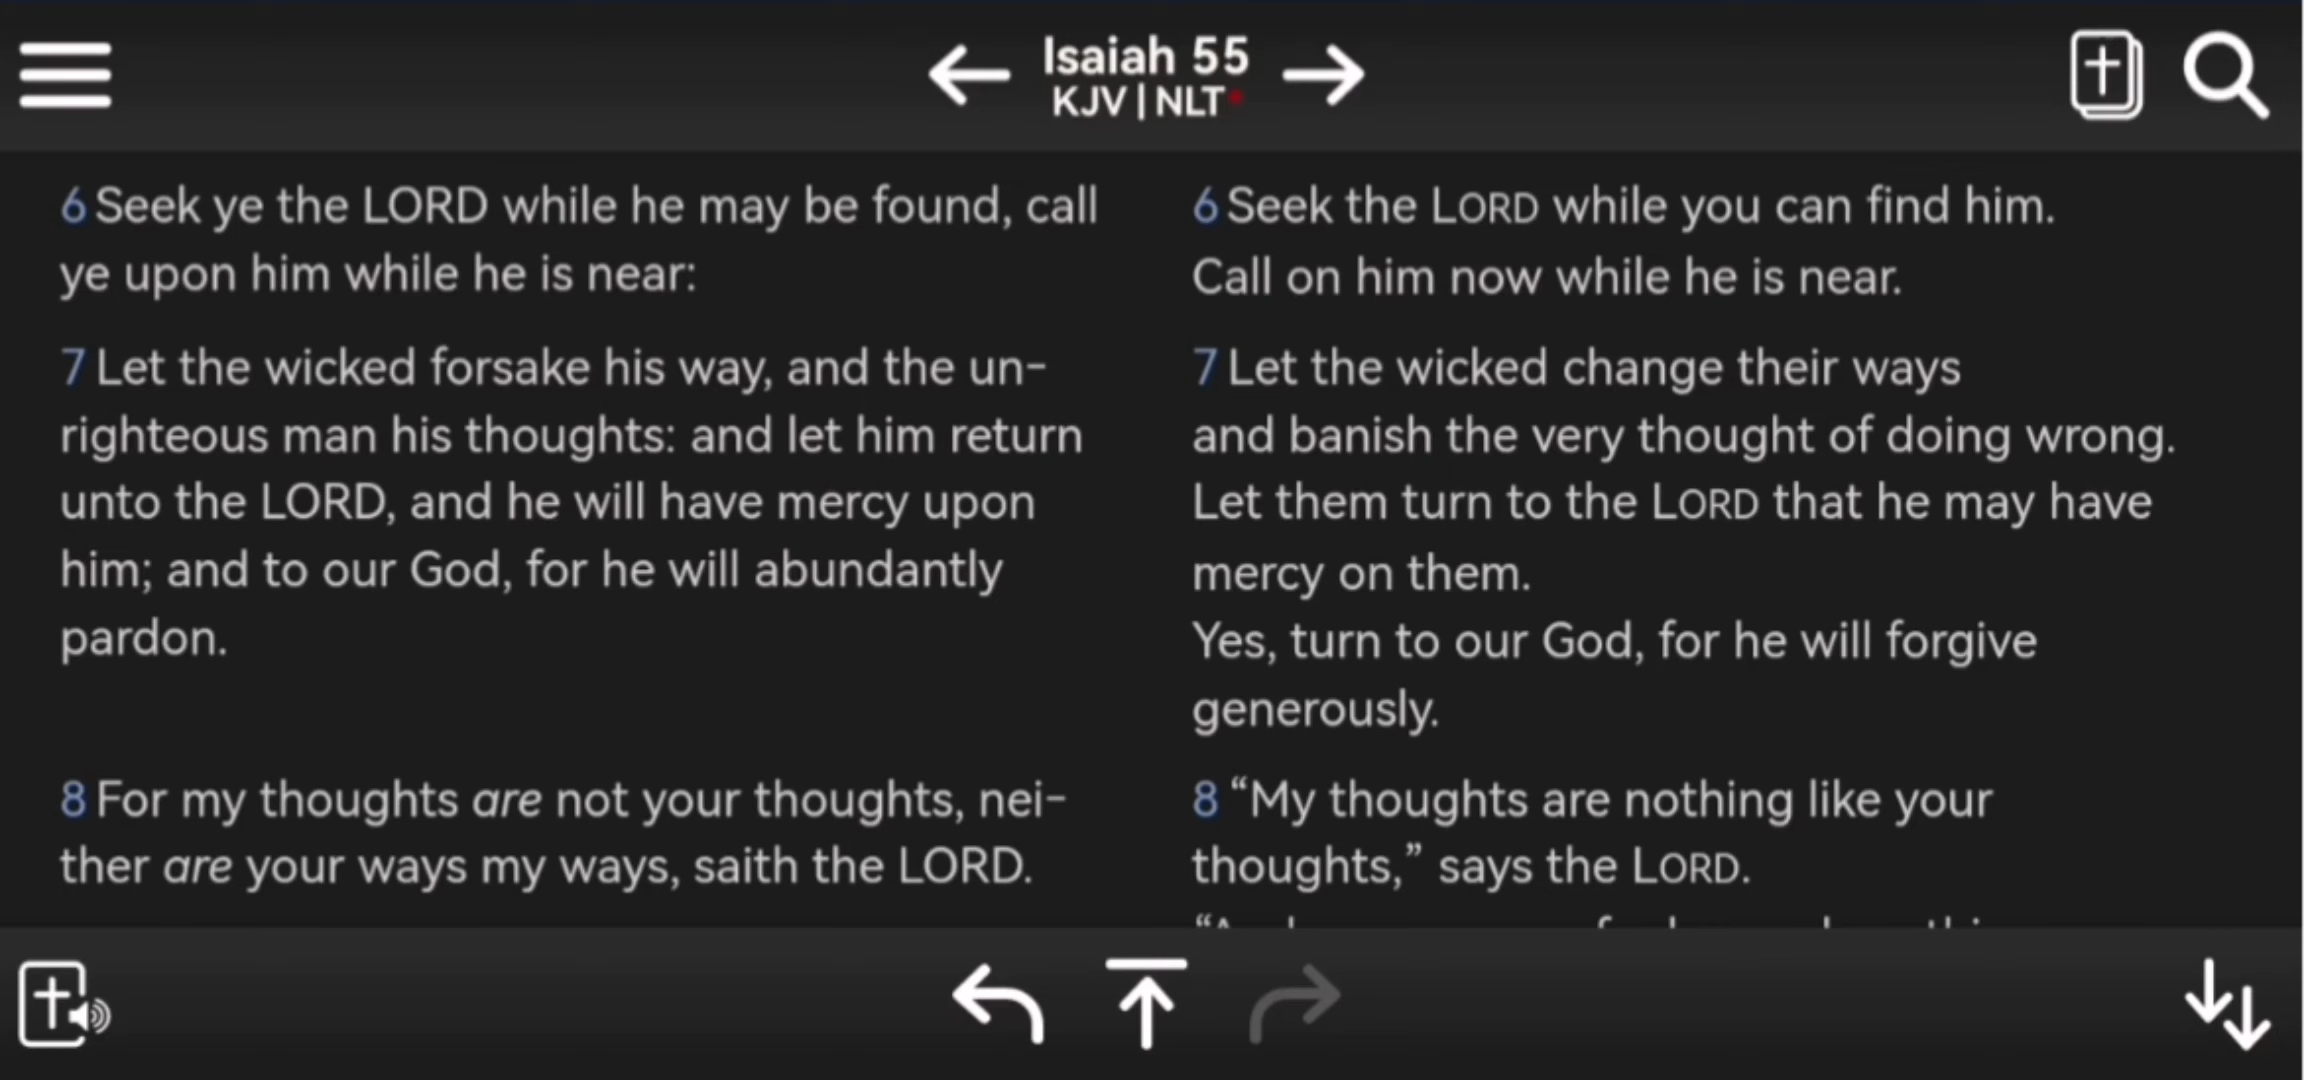 Isaiah 55
KJV | NLT
6 Seek ye the LORD while he may be found, call
ye upon him while he is near:
7 Let the wicked forsake his way, and the un-
righteous man his thoughts: and let him return
unto the LORD, and he will have mercy upon
him; and to our God, for he will abundantly
pardon.
8 For my thoughts are not your thoughts, nei-
ther are your ways my ways, saith the LORD.
6 Seek the LORD while you can find him.
Call on him now while he is near.
7 Let the wicked change their ways
and banish the very thought of doing wrong.
Let them turn to the LORD that he may have
mercy on them.
Yes, turn to our God, for he will forgive
generously.
8 “My thoughts are nothing like your
thoughts,” says the LORD.